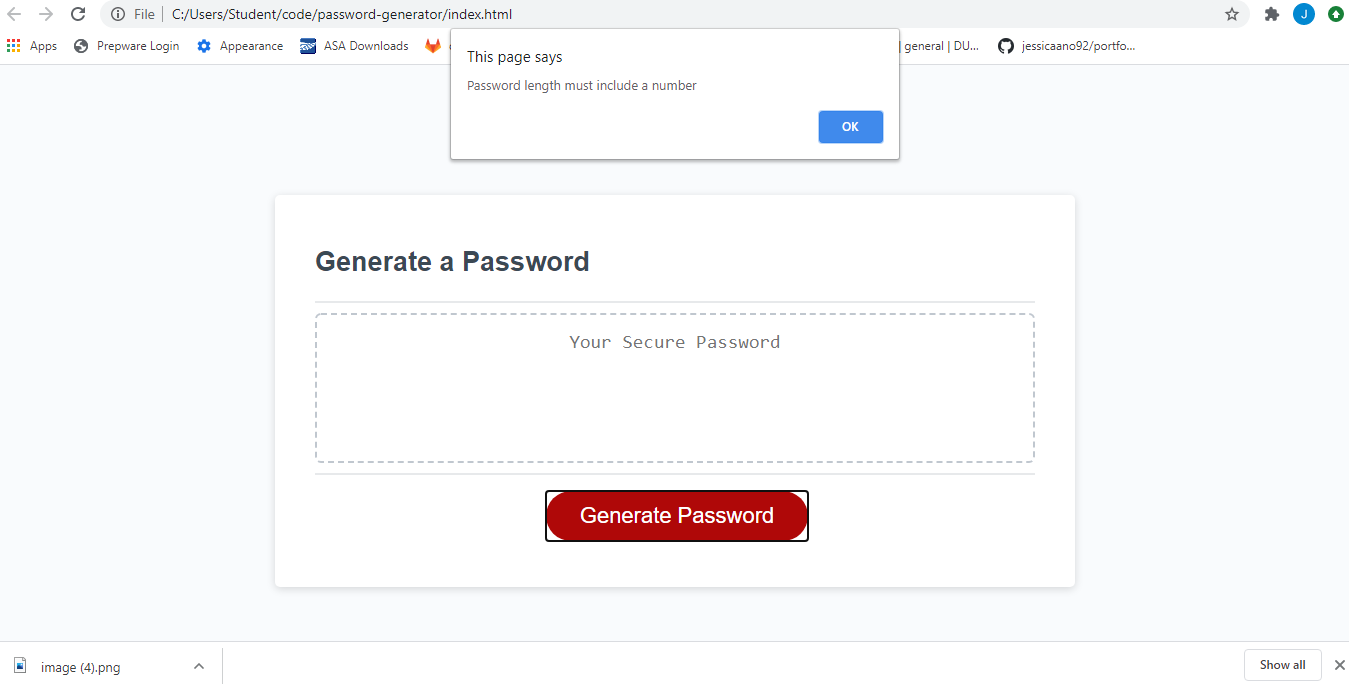 File C:/Users/Student/code/password-generator/index.html
J
Apps Prepware Login Appearance ASA Downloads general | DU... jessicaano92/portfo...
This page says
Password length must include a number
OK
Generate a Password
Your Secure Password
Generate Password
image (4).png Show all